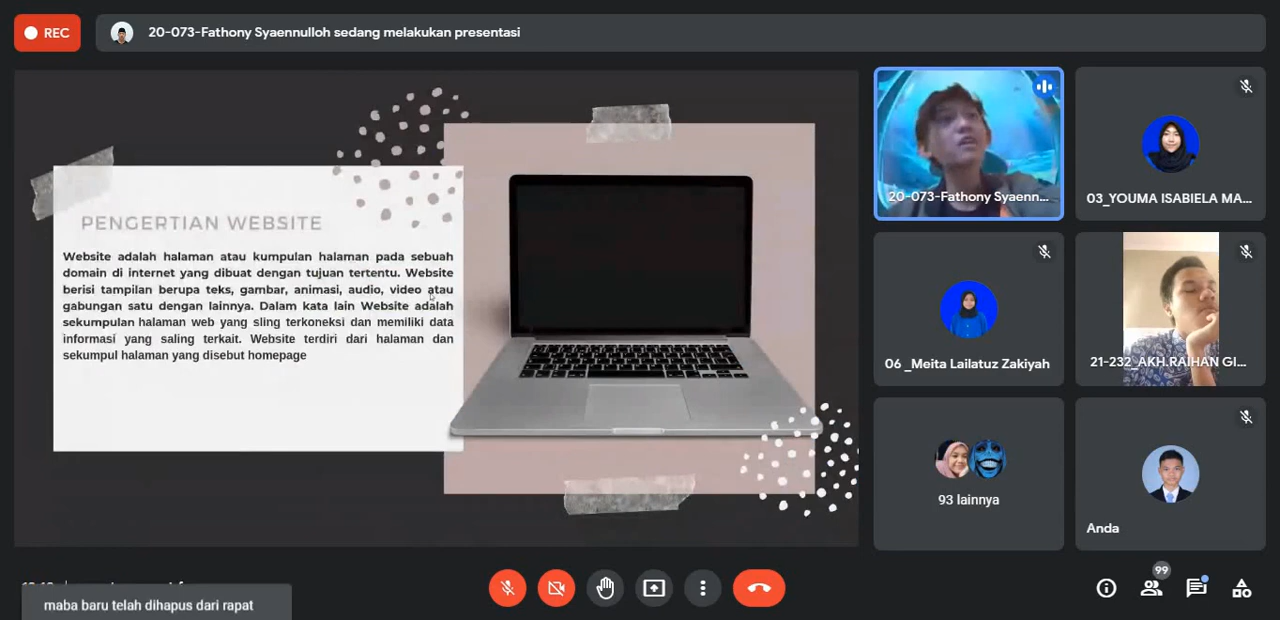 REC
20-073-Fathony Syaennulloh sedang melakukan presentasi
PENGERTIAN WEBSITE
Website adalah halaman atau kumpulan halaman pada sebuah
domain di internet yang dibuat dengan tujuan tertentu. Website
berisi tampilan berupa teks, gambar, animasi, audio, video atau
gabungan satu dengan lainnya. Dalam kata lain Website adalah
sekumpulan halaman web yang sling terkoneksi dan memiliki data
informasi yang saling terkait. Website terdiri dari halaman dan
sekumpul halaman yang disebut homepage
20-073-Fathony Syaenn...
03_YOUMA ISABIELA MA...
06 _Meita Lailatuz Zakiyah
21-232_AKH.RAIHAN GI...
93 lainnya
Anda
maba baru telah dihapus dari rapat
99